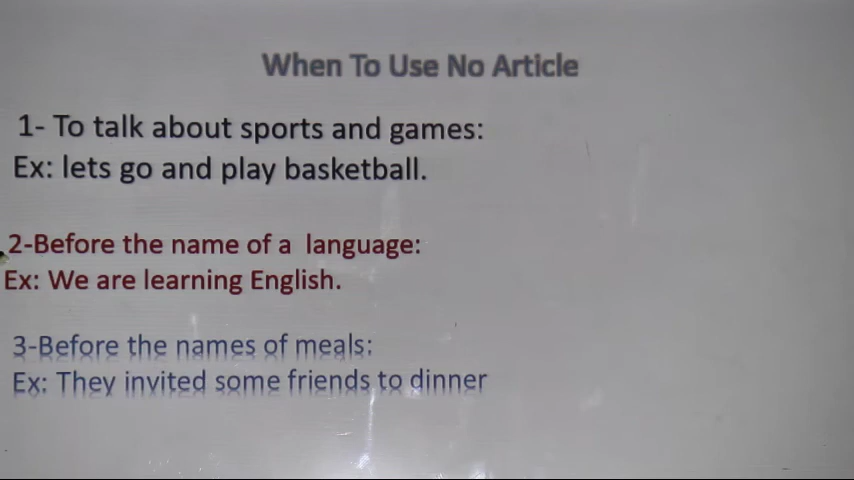 When To Use No Article
1- To talk about sports and games:
Ex: lets go and play basketball.
2-Before the name of a language:
Ex: We are learning English.
3-Before the names of meals:
Ex: They invited some friends to dinner